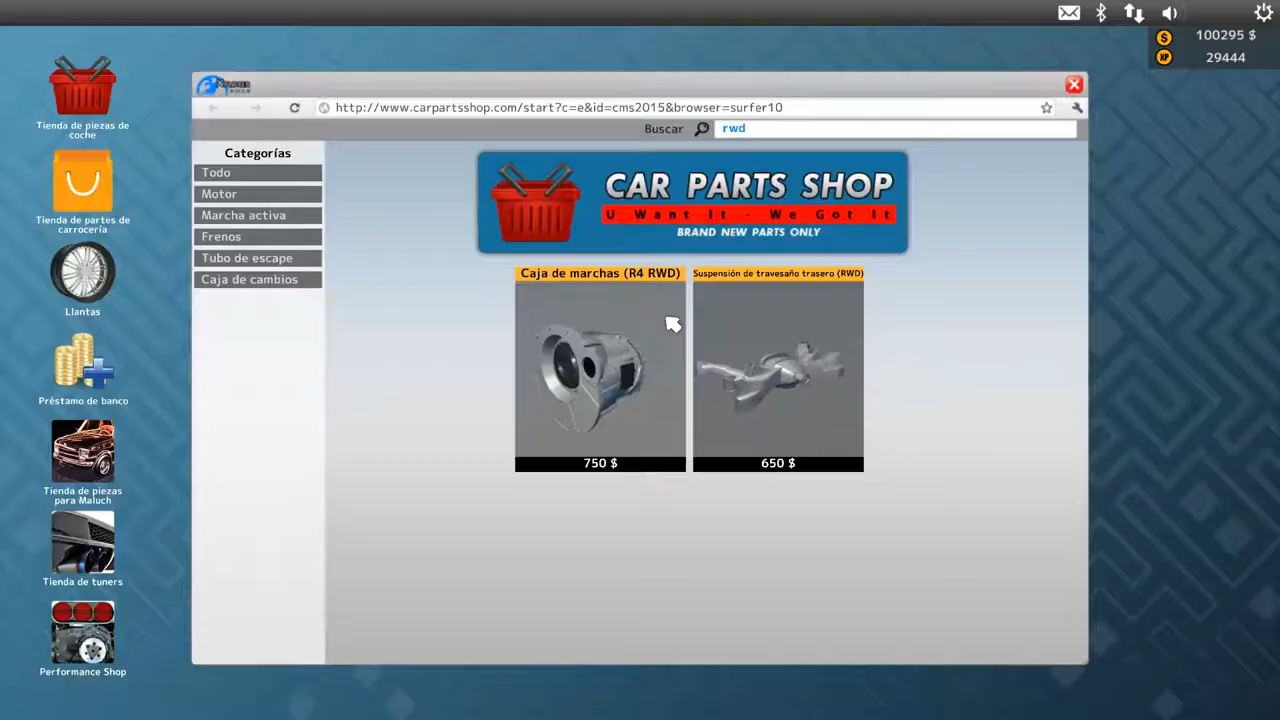 100295 $
29444
Tienda de piezas de
coche
Tienda de partes de
carrocería
Llantas
Préstamo de banco
Tienda de piezas
para Maluch
Tienda de tuners
Performance Shop
http://www.carpartsshop.com/start?c=e&id=cms2015&browser=surfer10
Buscar
rwd
Categorías
Todo
Motor
Marcha activa
Frenos
Tubo de escape
Caja de cambios
CAR PARTS SHOP
U Want It - We Got It
BRAND NEW PARTS ONLY
Caja de marchas (R4 RWD)
750 $
Suspensión de travesaño trasero (RWD)
650 $